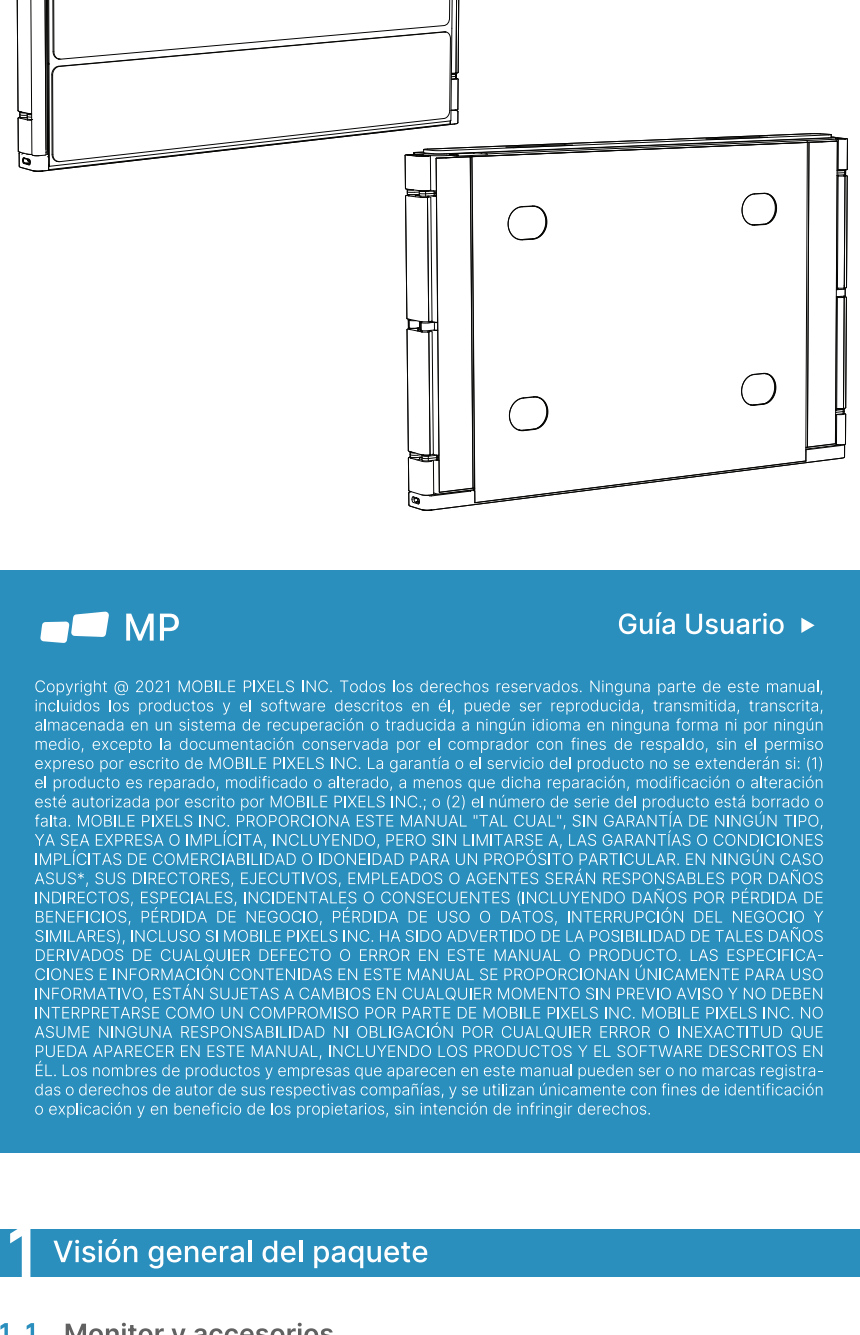 MP
Guía Usuario
Copyright @ 2021 MOBILE PIXELS INC. Todos los derechos reservados. Ninguna parte de este manual,
incluidos los productos y el software descritos en él, puede ser reproducida, transmitida, transcrita,
almacenada en un sistema de recuperación o traducida a ningún idioma en ninguna forma ni por ningún
medio, excepto la documentación conservada por el comprador con fines de respaldo, sin el permiso
expreso por escrito de MOBILE PIXELS INC. La garantía o el servicio del producto no se extenderán si: (1)
el producto es reparado, modificado o alterado, a menos que dicha reparación, modificación o alteración
esté autorizada por escrito por MOBILE PIXELS INC.; o (2) el número de serie del producto está borrado o
falta. MOBILE PIXELS INC. PROPORCIONA ESTE MANUAL "TAL CUAL", SIN GARANTÍA DE NINGÚN TIPO,
YA SEA EXPRESA O IMPLÍCITA, INCLUYENDO, PERO SIN LIMITARSE A, LAS GARANTÍAS O CONDICIONES
IMPLÍCITAS DE COMERCIABILIDAD O IDONEIDAD PARA UN PROPÓSITO PARTICULAR. EN NINGÚN CASO
ASUS*, SUS DIRECTORES, EJECUTIVOS, EMPLEADOS O AGENTES SERÁN RESPONSABLES POR DAÑOS
INDIRECTOS, ESPECIALES, INCIDENTALES O CONSECUENTES (INCLUYENDO DAÑOS POR PÉRDIDA DE
BENEFICIOS, PÉRDIDA DE NEGOCIO, PÉRDIDA DE USO O DATOS, INTERRUPCIÓN DEL NEGOCIO Y
SIMILARES), INCLUSO SI MOBILE PIXELS INC. HA SIDO ADVERTIDO DE LA POSIBILIDAD DE TALES DAÑOS
DERIVADOS DE CUALQUIER DEFECTO O ERROR EN ESTE MANUAL O PRODUCTO. LAS ESPECIFICA-
CIONES E INFORMACIÓN CONTENIDAS EN ESTE MANUAL SE PROPORCIONAN ÚNICAMENTE PARA USO
INFORMATIVO, ESTÁN SUJETAS A CAMBIOS EN CUALQUIER MOMENTO SIN PREVIO AVISO Y NO DEBEN
INTERPRETARSE COMO UN COMPROMISO POR PARTE DE MOBILE PIXELS INC. MOBILE PIXELS INC. NO
ASUME NINGUNA RESPONSABILIDAD NI OBLIGACIÓN POR CUALQUIER ERROR O INEXACTITUD QUE
PUEDA APARECER EN ESTE MANUAL, INCLUYENDO LOS PRODUCTOS Y EL SOFTWARE DESCRITOS EN
ÉL. Los nombres de productos y empresas que aparecen en este manual pueden ser o no marcas registra-
das o derechos de autor de sus respectivas compañías, y se utilizan únicamente con fines de identificación
o explicación y en beneficio de los propietarios, sin intención de infringir derechos.
1 Visión general del paquete
1.1 Monitor y accesorios